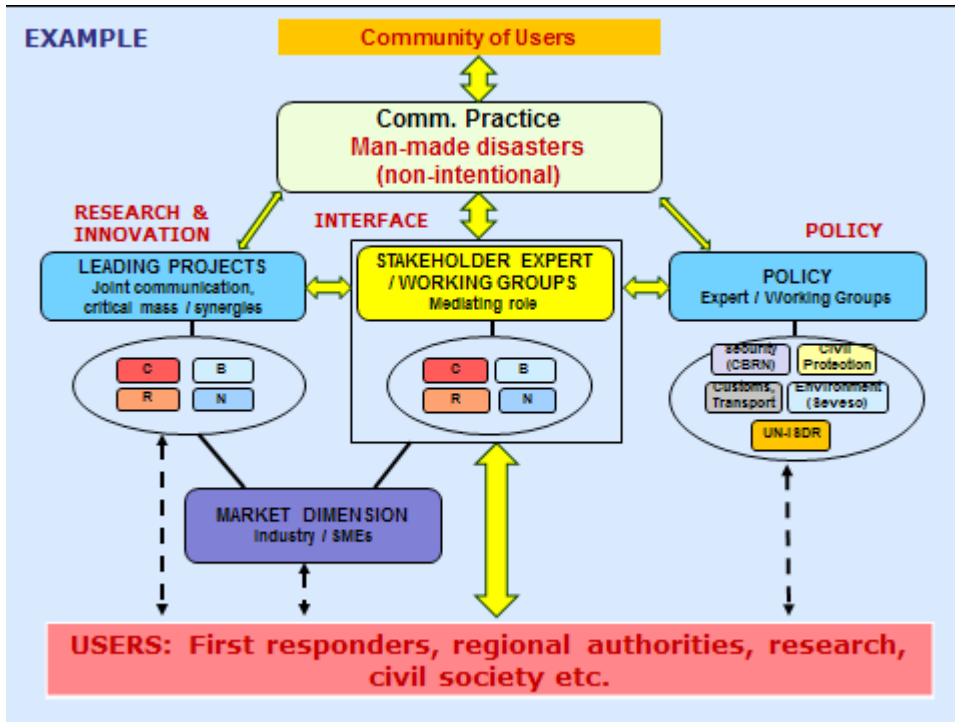 EXAMPLE
Community of Users
Comm. Practice
Man-made disasters
(non-intentional)
RESEARCH &
INNOVATION
INTERFACE
POLICY
LEADING PROJECTS
Joint communication,
critical mass / synergies
STAKEHOLDER EXPERT
/ WORKING GROUPS
Mediating role
POLICY
Expert / Working Groups
C
B
R
N
C
B
R
N
Security
(CBRN)
Civil
Protection
Customs,
Transport
Environment
(Seveso)
UN-ISDR
MARKET DIMENSION
Industry / SMEs
USERS: First responders, regional authorities, research,
civil society etc.